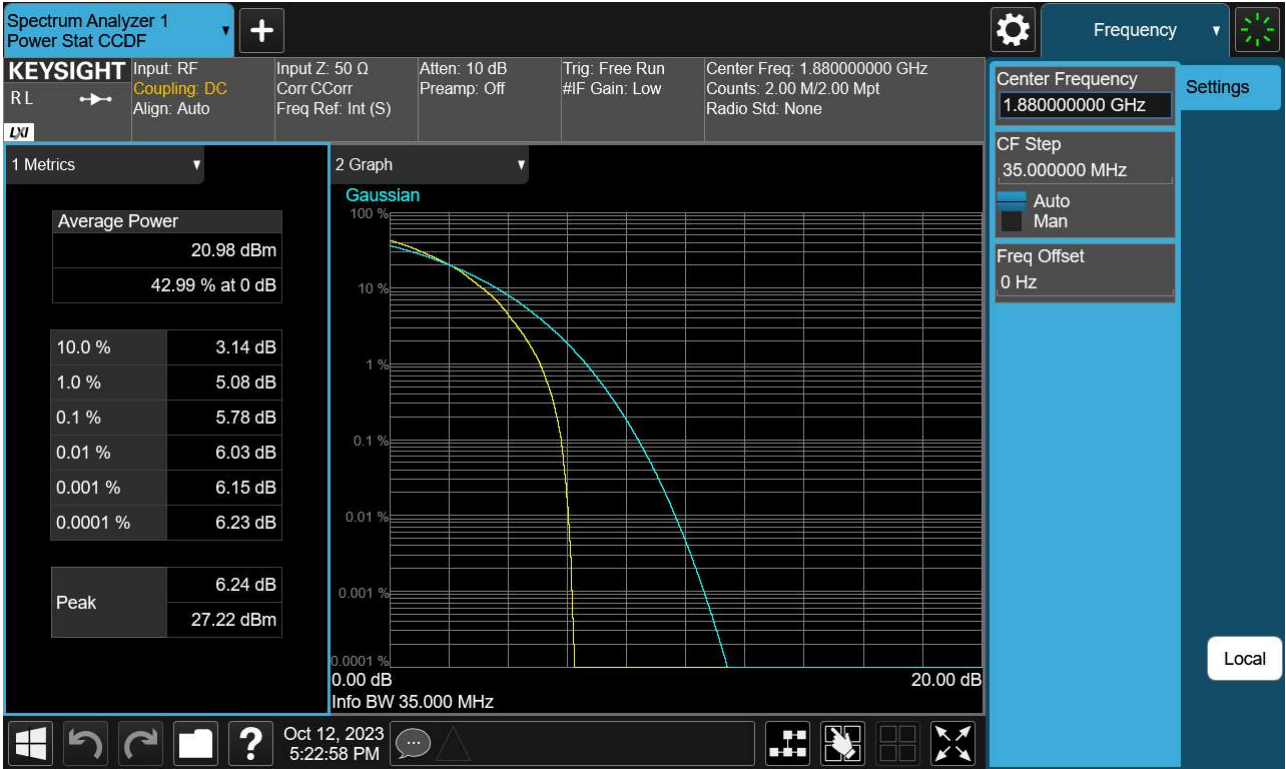 Spectrum Analyzer 1
Power Stat CCDF
+
Frequency
KEYSIGHT
R L
LXI
Input: RF
Coupling: DC
Align: Auto
Input Z: 50 Ω
Corr CCorr
Freq Ref: Int (S)
Atten: 10 dB
Preamp: Off
Trig: Free Run
#IF Gain: Low
Center Freq: 1.880000000 GHz
Counts: 2.00 M/2.00 Mpt
Radio Std: None
Center Frequency
1.880000000 GHz
Settings
CF Step
35.000000 MHz
Auto
Man
Freq Offset
0 Hz
Local
1 Metrics
Average Power
20.98 dBm
42.99 % at 0 dB
10.0 % 3.14 dB
1.0 % 5.08 dB
0.1 % 5.78 dB
0.01 % 6.03 dB
0.001 % 6.15 dB
0.0001 % 6.23 dB
Peak
6.24 dB
27.22 dBm
2 Graph
Gaussian
100 %
10 %
1 %
0.1 %
0.01 %
0.001 %
0.0001 %
0.00 dB 20.00 dB
Info BW 35.000 MHz
?
Oct 12, 2023
5:22:58 PM